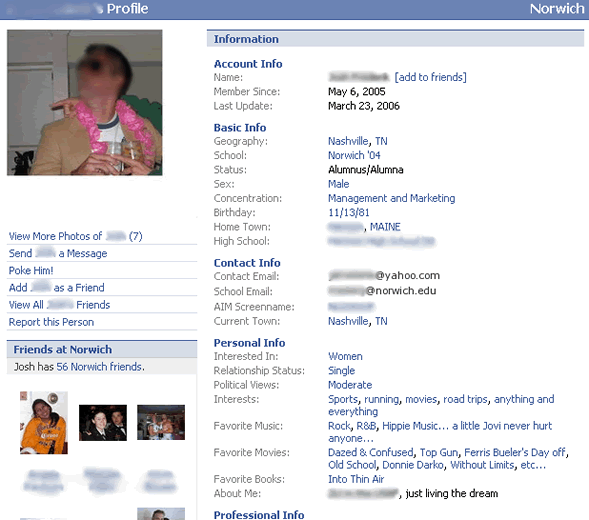 's Profile
Norwich
View More Photos of (7)
Send a Message
Poke Him!
Add as a Friend
View All Friends
Report this Person
Friends at Norwich
Josh has 56 Norwich friends.
Information
Account Info
Name: [add to friends]
Member Since: May 6, 2005
Last Update: March 23, 2006
Basic Info
Geography: Nashville, TN
School: Norwich '04
Status: Alumnus/Alumna
Sex: Male
Concentration: Management and Marketing
Birthday: 11/13/81
Home Town: , MAINE
High School:
Contact Info
Contact Email: @yahoo.com
School Email: @norwich.edu
AIM Screenname:
Current Town: Nashville, TN
Personal Info
Interested In: Women
Relationship Status: Single
Political Views: Moderate
Interests: Sports, running, movies, road trips, anything and
everything
Favorite Music: Rock, R&B, Hippie Music... a little Jovi never hurt
anyone...
Favorite Movies: Dazed & Confused, Top Gun, Ferris Bueler's Day off,
Old School, Donnie Darko, Without Limits, etc...
Favorite Books: Into Thin Air
About Me: , just living the dream
Professional Info